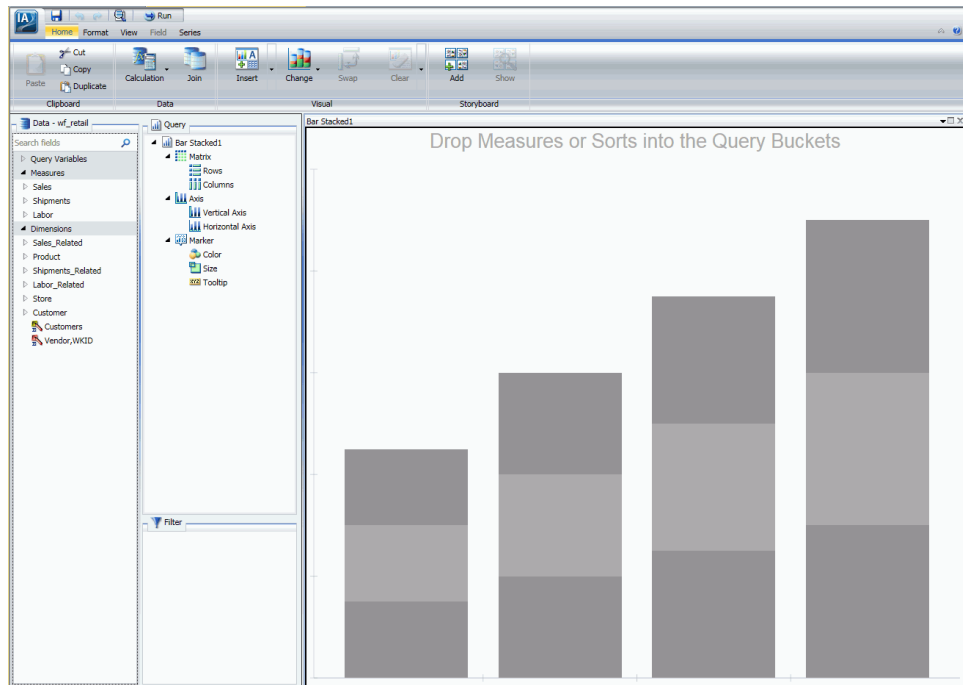 IA
Run
Home Format View Field Series
Paste
Cut
Copy
Duplicate
Calculation
Join
Insert
Change
Swap
Clear
Add
Show
Clipboard
Data
Visual
Storyboard
Data - wf_retail
Search fields
Query Variables
Measures
Sales
Shipments
Labor
Dimensions
Sales_Related
Product
Shipments_Related
Labor_Related
Store
Customer
Customers
Vendor,WKID
Query
Bar Stacked1
Matrix
Rows
Columns
Axis
Vertical Axis
Horizontal Axis
Marker
Color
Size
Tooltip
Filter
Bar Stacked1
Drop Measures or Sorts into the Query Buckets